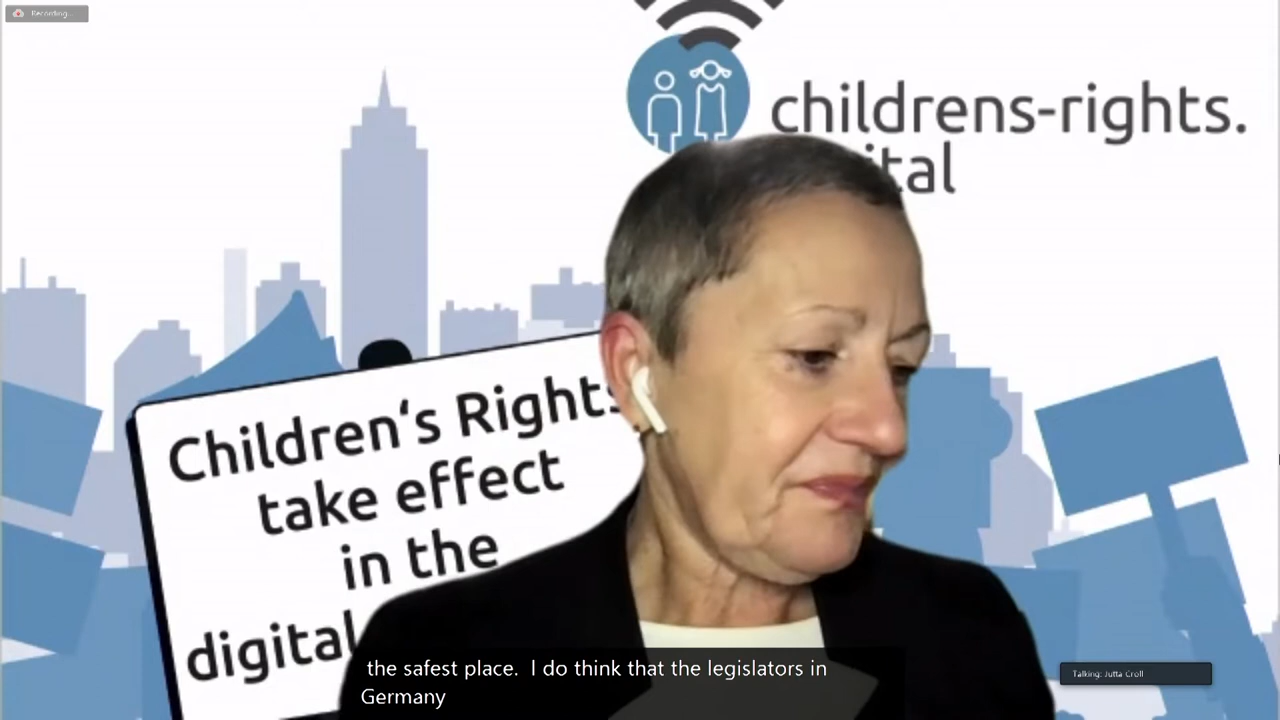 Recording...
childrens-rights.
ital
Children‘s Rights
take effect
in the
digital
the safest place.  I do think that the legislators in
Germany
Talking: Jutta Croll